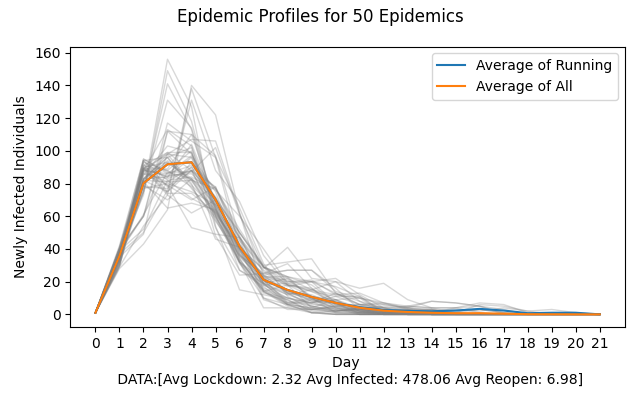 Epidemic Profiles for 50 Epidemics
Newly Infected Individuals
160
140
120
100
80
60
40
20
0
Average of Running
Average of All
0 1 2 3 4 5 6 7 8 9 10 11 12 13 14 15 16 17 18 19 20 21
Day
DATA:[Avg Lockdown: 2.32 Avg Infected: 478.06 Avg Reopen: 6.98]